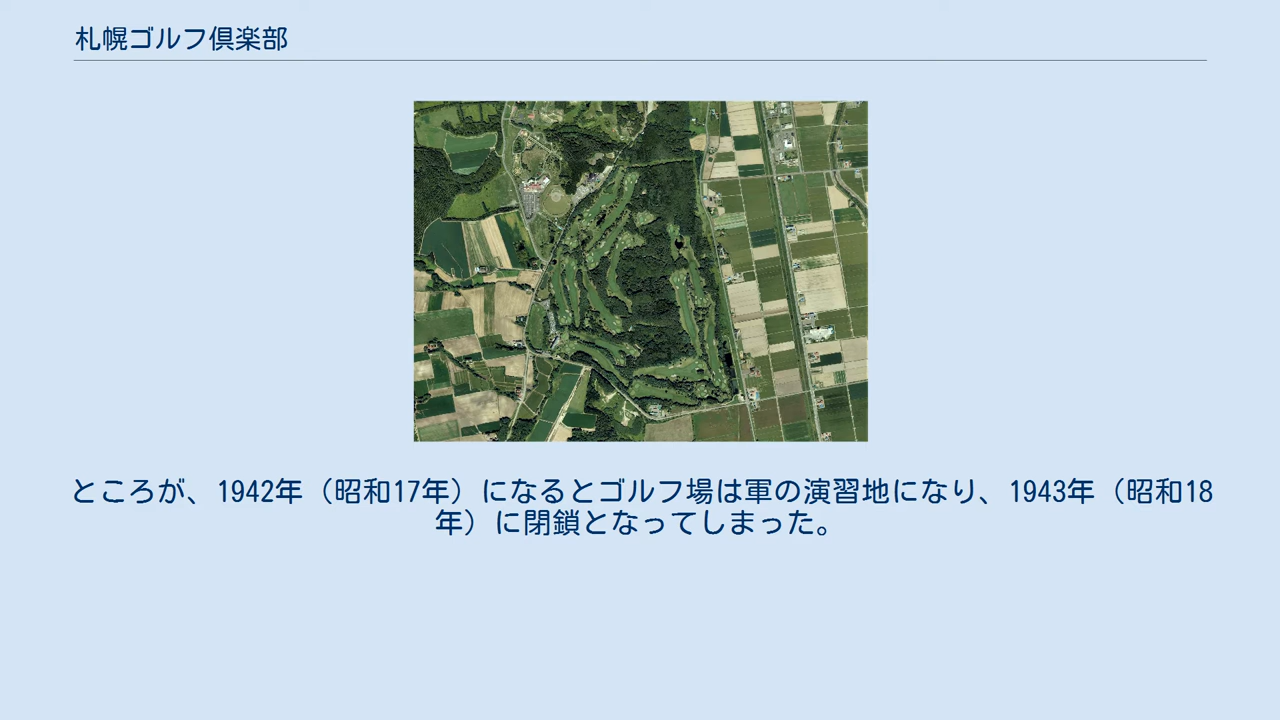 札幌ゴルフ倶楽部
ところが、1942年（昭和17年）になるとゴルフ場は軍の演習地になり、1943年（昭和18
年）に閉鎖となってしまった。